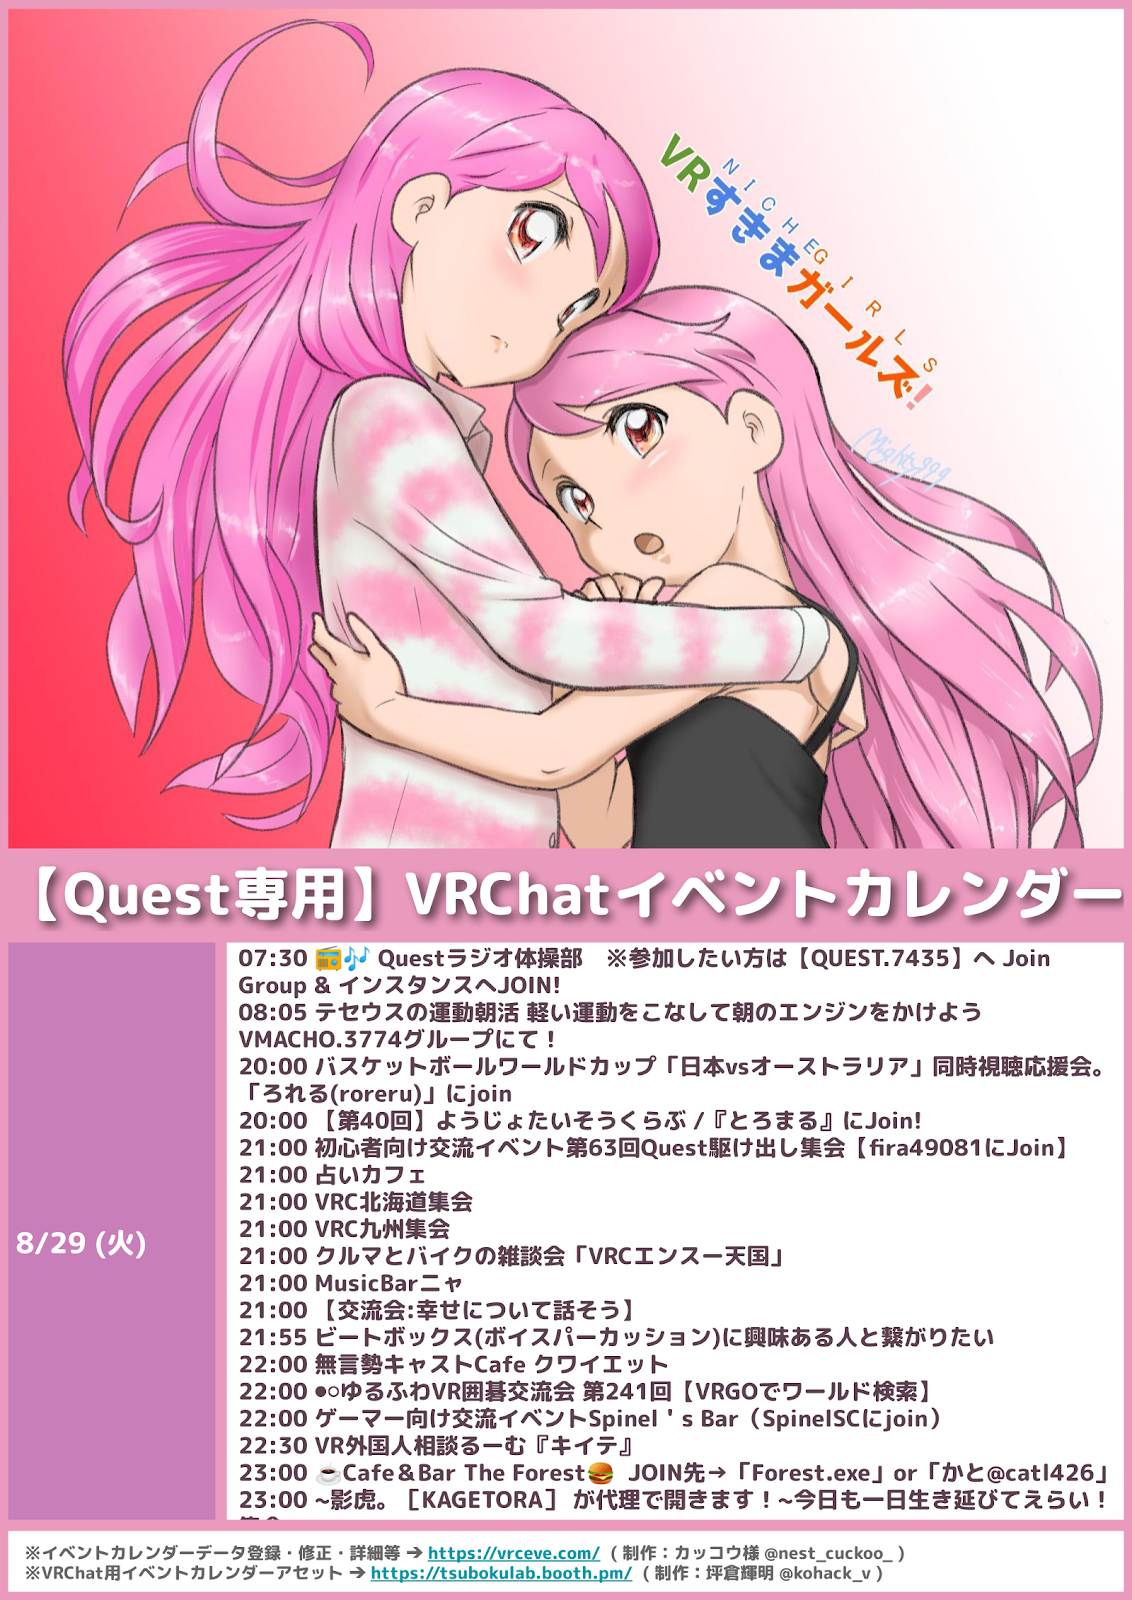 VRすきまガールズ!
NICHEGIRLS
Mighty999
【Quest専用】VRChatイベントカレンダー
8/29 (火)
07:30 📻🎶 Questラジオ体操部　※参加したい方は【QUEST.7435】へ Join
Group & インスタンスへJOIN!
08:05 テセウスの運動朝活 軽い運動をこなして朝のエンジンをかけよう
VMACHO.3774グループにて！
20:00 バスケットボールワールドカップ「日本vsオーストラリア」同時視聴応援会。
「ろれる(roreru)」にjoin
20:00 【第40回】ようじょたいそうくらぶ /『とろまる』にJoin!
21:00 初心者向け交流イベント第63回Quest駆け出し集会【fira49081にJoin】
21:00 占いカフェ
21:00 VRC北海道集会
21:00 VRC九州集会
21:00 クルマとバイクの雑談会「VRCエンスー天国」
21:00 MusicBarニャ
21:00 【交流会:幸せについて話そう】
21:55 ビートボックス(ボイスパーカッション)に興味ある人と繋がりたい
22:00 無言勢キャストCafe クワイエット
22:00 ●○ゆるふわVR囲碁交流会 第241回【VRGOでワールド検索】
22:00 ゲーマー向け交流イベントSpinel ' s Bar（SpinelSCにjoin）
22:30 VR外国人相談るーむ『キイテ』
23:00 ☕Cafe＆Bar The Forest🍔 JOIN先→「Forest.exe」or「かと@catl426」
23:00 ~影虎。［KAGETORA］ が代理で開きます！~今日も一日生き延びてえらい！
※イベントカレンダーデータ登録・修正・詳細等 ➔ https://vrceve.com/ ( 制作：カッコウ様 @nest_cuckoo_ )
※VRChat用イベントカレンダーアセット ➔ https://tsubokulab.booth.pm/ ( 制作：坪倉輝明 @kohack_v )